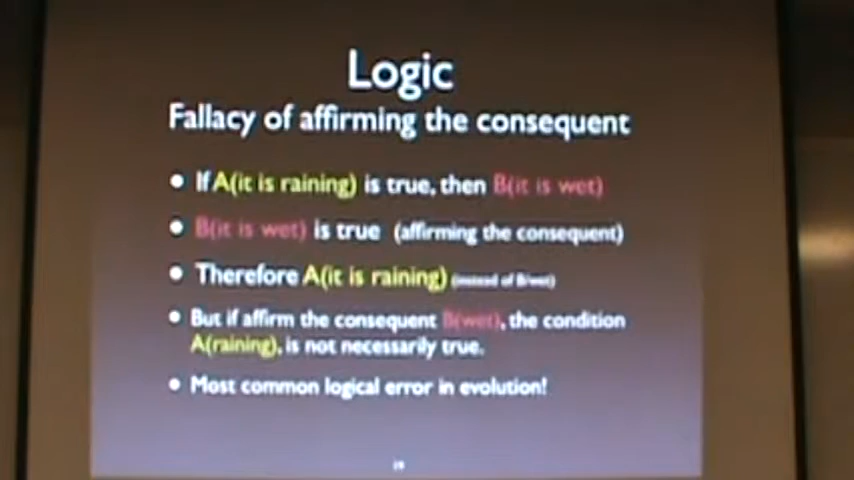 Logic
Fallacy of affirming the consequent
• If A(it is raining) is true, then B(it is wet)
• B(it is wet) is true (affirming the consequent)
• Therefore A(it is raining) (instead of B/wet)
• But if affirm the consequent B(wet), the condition
A(raining), is not necessarily true.
• Most common logical error in evolution!